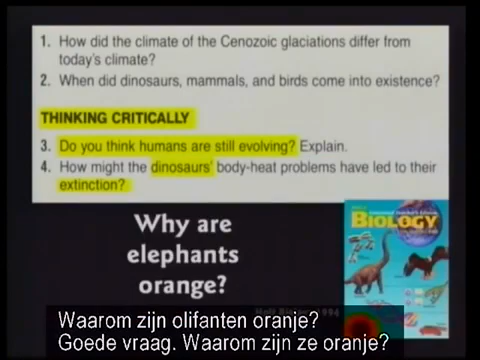 1. How did the climate of the Cenozoic glaciations differ from
today's climate?
2. When did dinosaurs, mammals, and birds come into existence?
THINKING CRITICALLY
3. Do you think humans are still evolving? Explain.
4. How might the dinosaurs' body-heat problems have led to their
extinction?
Why are
elephants
orange?
BIOLOGY
Waarom zijn olifanten oranje?
Goede vraag. Waarom zijn ze oranje?